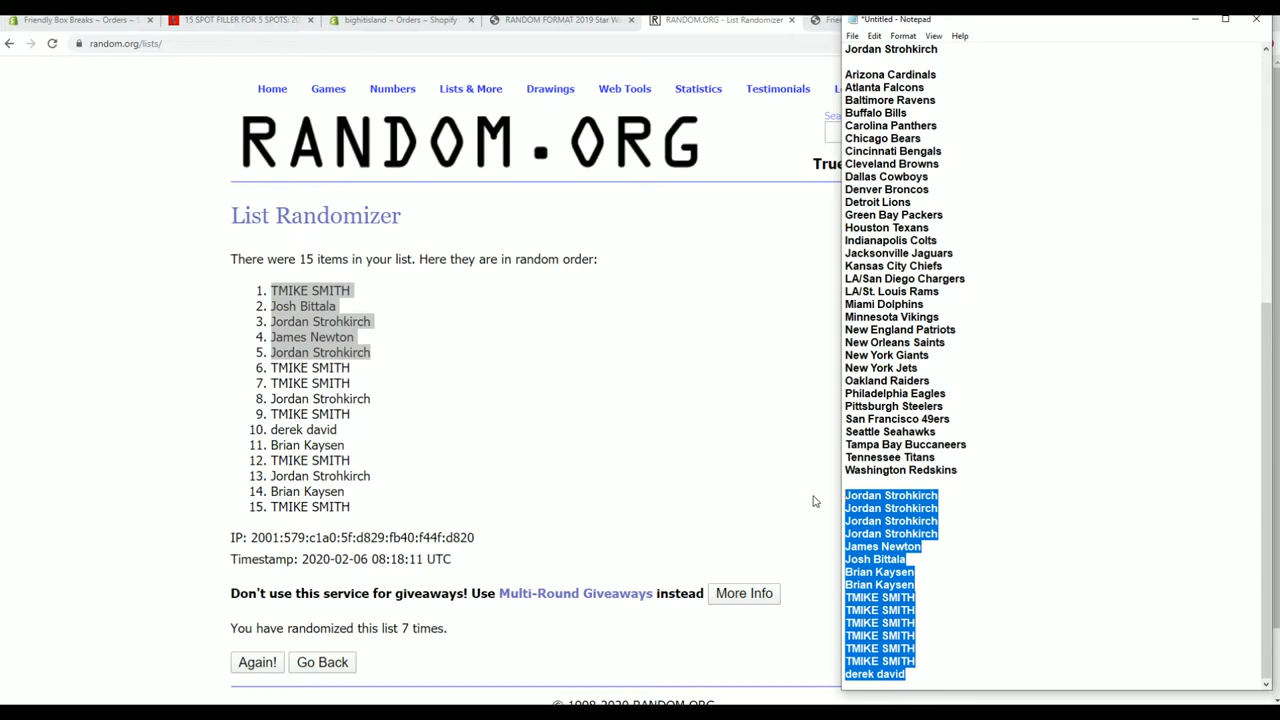 Friendly Box Breaks ~ Orders ~ S
15 SPOT FILLER FOR 5 SPOTS: 20
bighitisland ~ Orders ~ Shopify
RANDOM FORMAT 2019 Star W
RANDOM.ORG - List Randomizer
Frie
random.org/lists/
Home Games Numbers Lists & More Drawings Web Tools Statistics Testimonials L
Sea
RANDOM.ORG
True
List Randomizer
There were 15 items in your list. Here they are in random order:
1. TMIKE SMITH
2. Josh Bittala
3. Jordan Strohkirch
4. James Newton
5. Jordan Strohkirch
6. TMIKE SMITH
7. TMIKE SMITH
8. Jordan Strohkirch
9. TMIKE SMITH
10. derek david
11. Brian Kaysen
12. TMIKE SMITH
13. Jordan Strohkirch
14. Brian Kaysen
15. TMIKE SMITH
IP: 2001:579:c1a0:5f:d829:fb40:f44f:d820
Timestamp: 2020-02-06 08:18:11 UTC
Don't use this service for giveaways! Use Multi-Round Giveaways instead More Info
You have randomized this list 7 times.
Again! Go Back
© 1998-2020 RANDOM.ORG
*Untitled - Notepad
File Edit Format View Help
Jordan Strohkirch
Arizona Cardinals
Atlanta Falcons
Baltimore Ravens
Buffalo Bills
Carolina Panthers
Chicago Bears
Cincinnati Bengals
Cleveland Browns
Dallas Cowboys
Denver Broncos
Detroit Lions
Green Bay Packers
Houston Texans
Indianapolis Colts
Jacksonville Jaguars
Kansas City Chiefs
LA/San Diego Chargers
LA/St. Louis Rams
Miami Dolphins
Minnesota Vikings
New England Patriots
New Orleans Saints
New York Giants
New York Jets
Oakland Raiders
Philadelphia Eagles
Pittsburgh Steelers
San Francisco 49ers
Seattle Seahawks
Tampa Bay Buccaneers
Tennessee Titans
Washington Redskins
Jordan Strohkirch
Jordan Strohkirch
Jordan Strohkirch
Jordan Strohkirch
James Newton
Josh Bittala
Brian Kaysen
Brian Kaysen
TMIKE SMITH
TMIKE SMITH
TMIKE SMITH
TMIKE SMITH
TMIKE SMITH
TMIKE SMITH
derek david